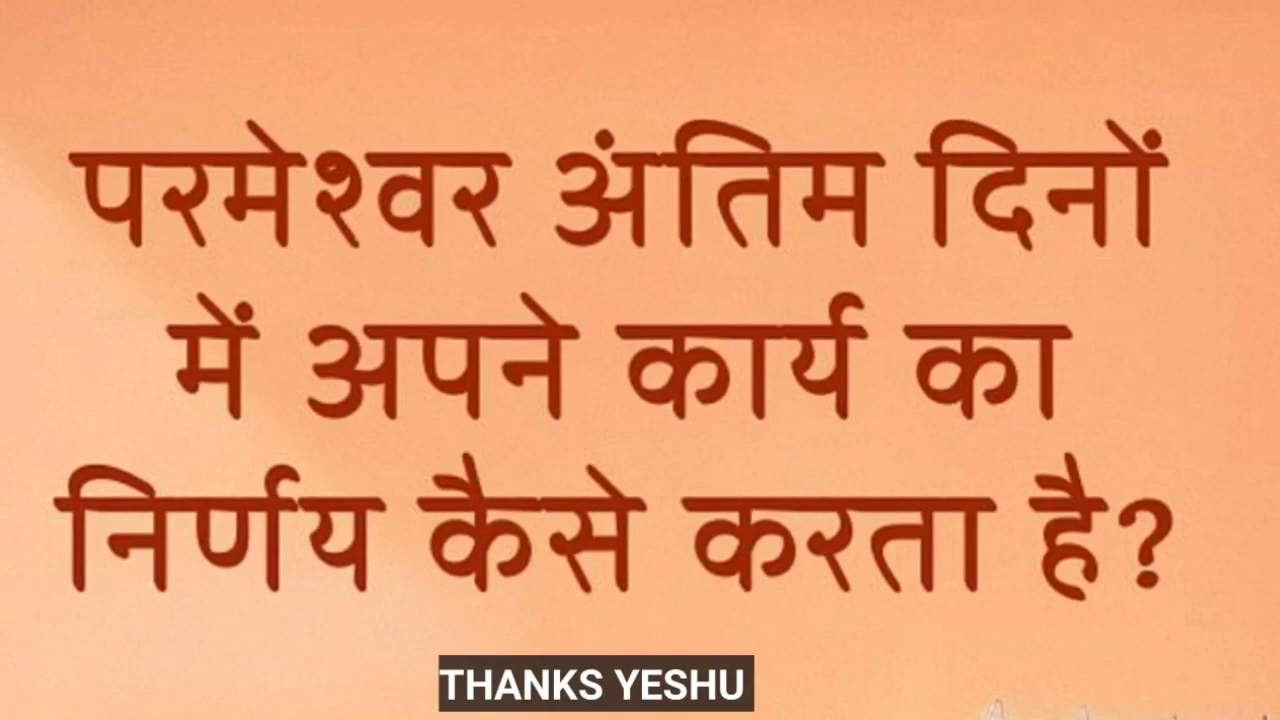 परमेश्वर अंतिम दिनों
में अपने कार्य का
निर्णय कैसे करता है?
THANKS YESHU